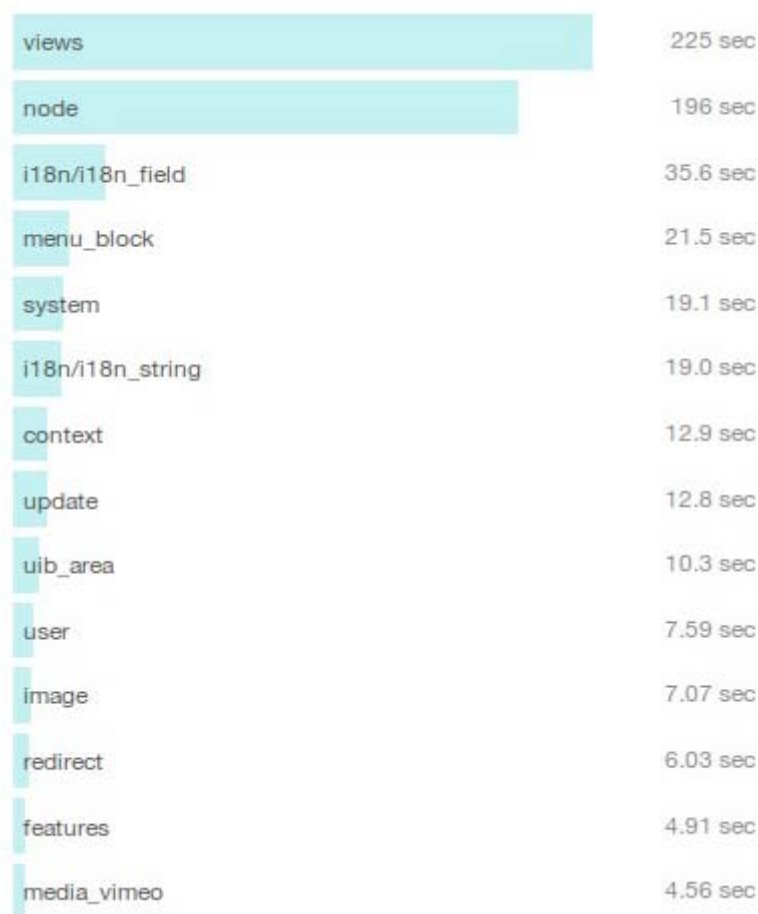 views 225 sec
node 196 sec
i18n/i18n_field 35.6 sec
menu_block 21.5 sec
system 19.1 sec
i18n/i18n_string 19.0 sec
context 12.9 sec
update 12.8 sec
uib_area 10.3 sec
user 7.59 sec
image 7.07 sec
redirect 6.03 sec
features 4.91 sec
media_vimeo 4.56 sec